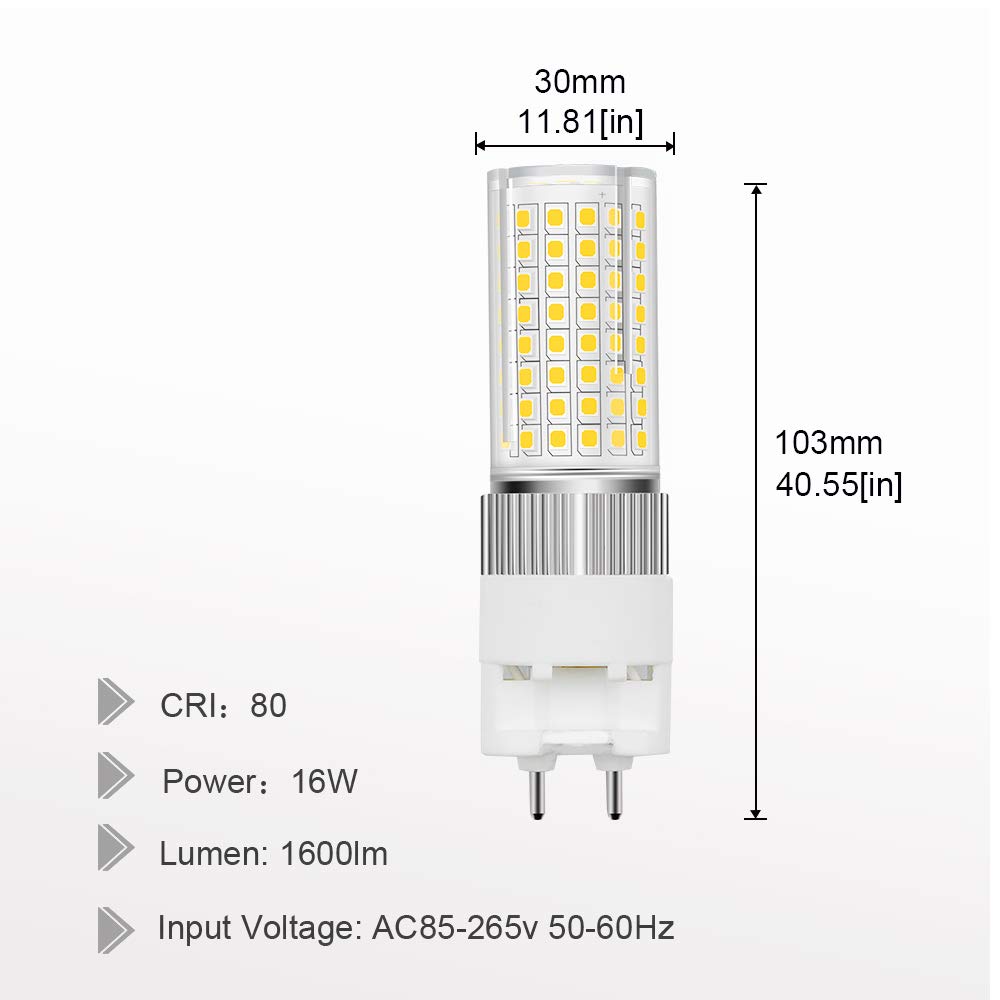 30mm
11.81[in]
103mm
40.55[in]
CRI：80
Power：16W
Lumen: 1600lm
Input Voltage: AC85-265v 50-60Hz